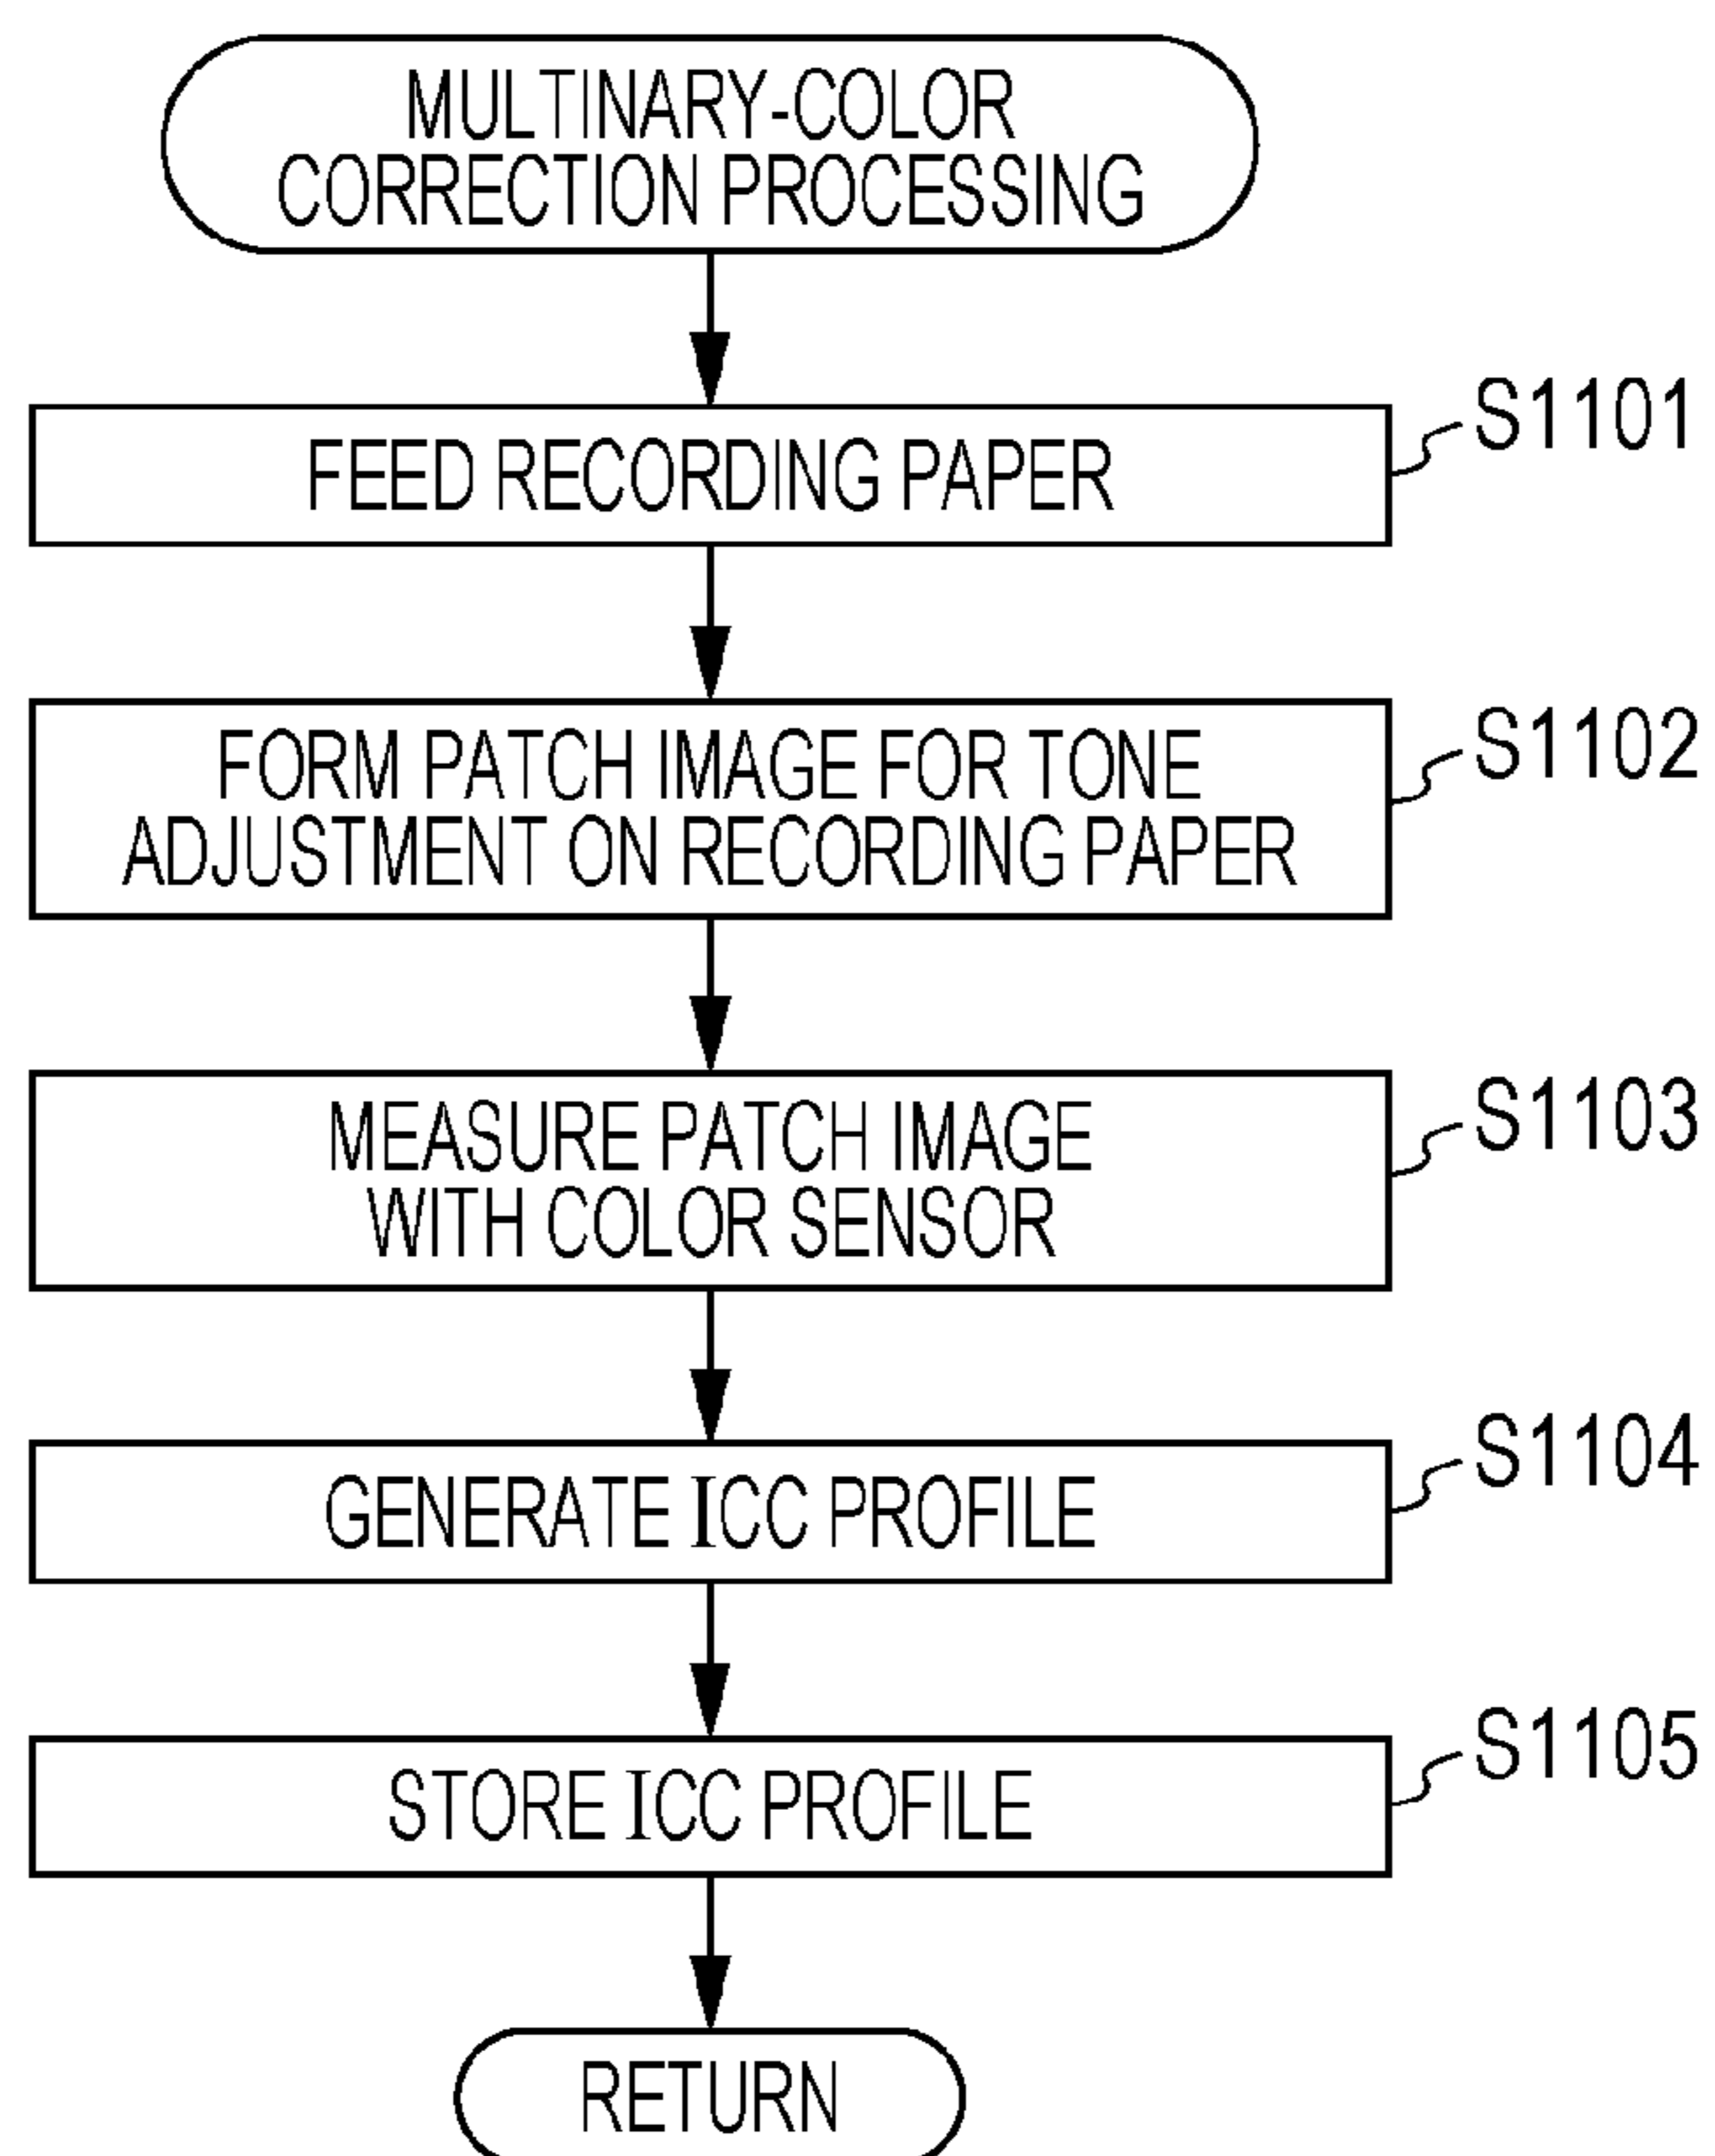 MULTINARY-COLOR
CORRECTION PROCESSING
S1101
FEED RECORDING PAPER
S1102
FORM PATCH IMAGE FOR TONE
ADJUSTMENT ON RECORDING PAPER
S1103
MEASURE PATCH IMAGE
WITH COLOR SENSOR
S1104
GENERATE ICC PROFILE
S1105
STORE ICC PROFILE
RETURN